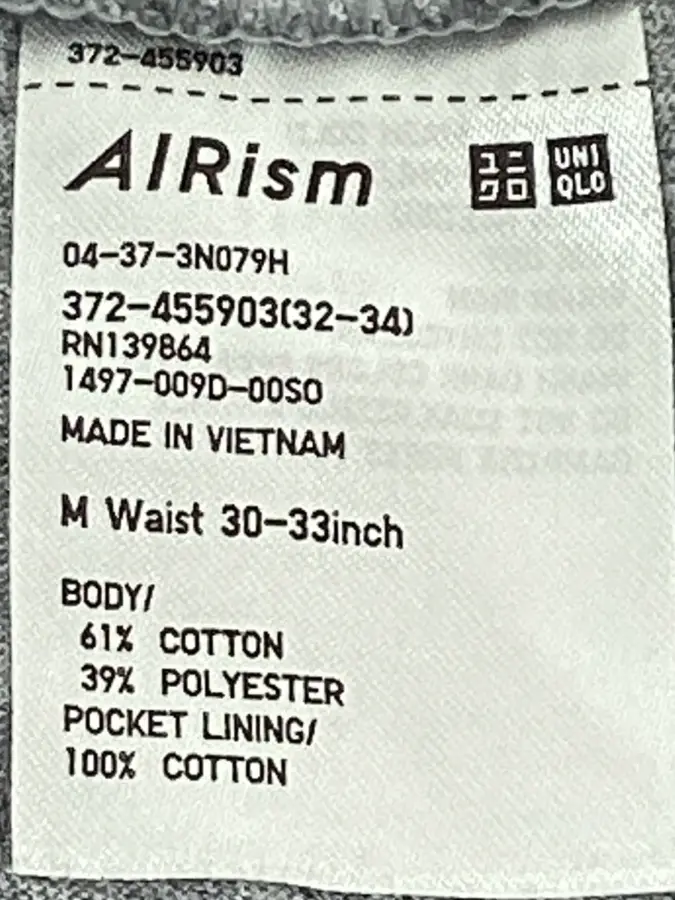 372-455903
AIRism
ユニ
クロ
UNI
QLO
04-37-3N079H
372-455903(32-34)
RN139864
1497-009D-00SO
MADE IN VIETNAM
M Waist 30-33inch
BODY/
61% COTTON
39% POLYESTER
POCKET LINING/
100% COTTON